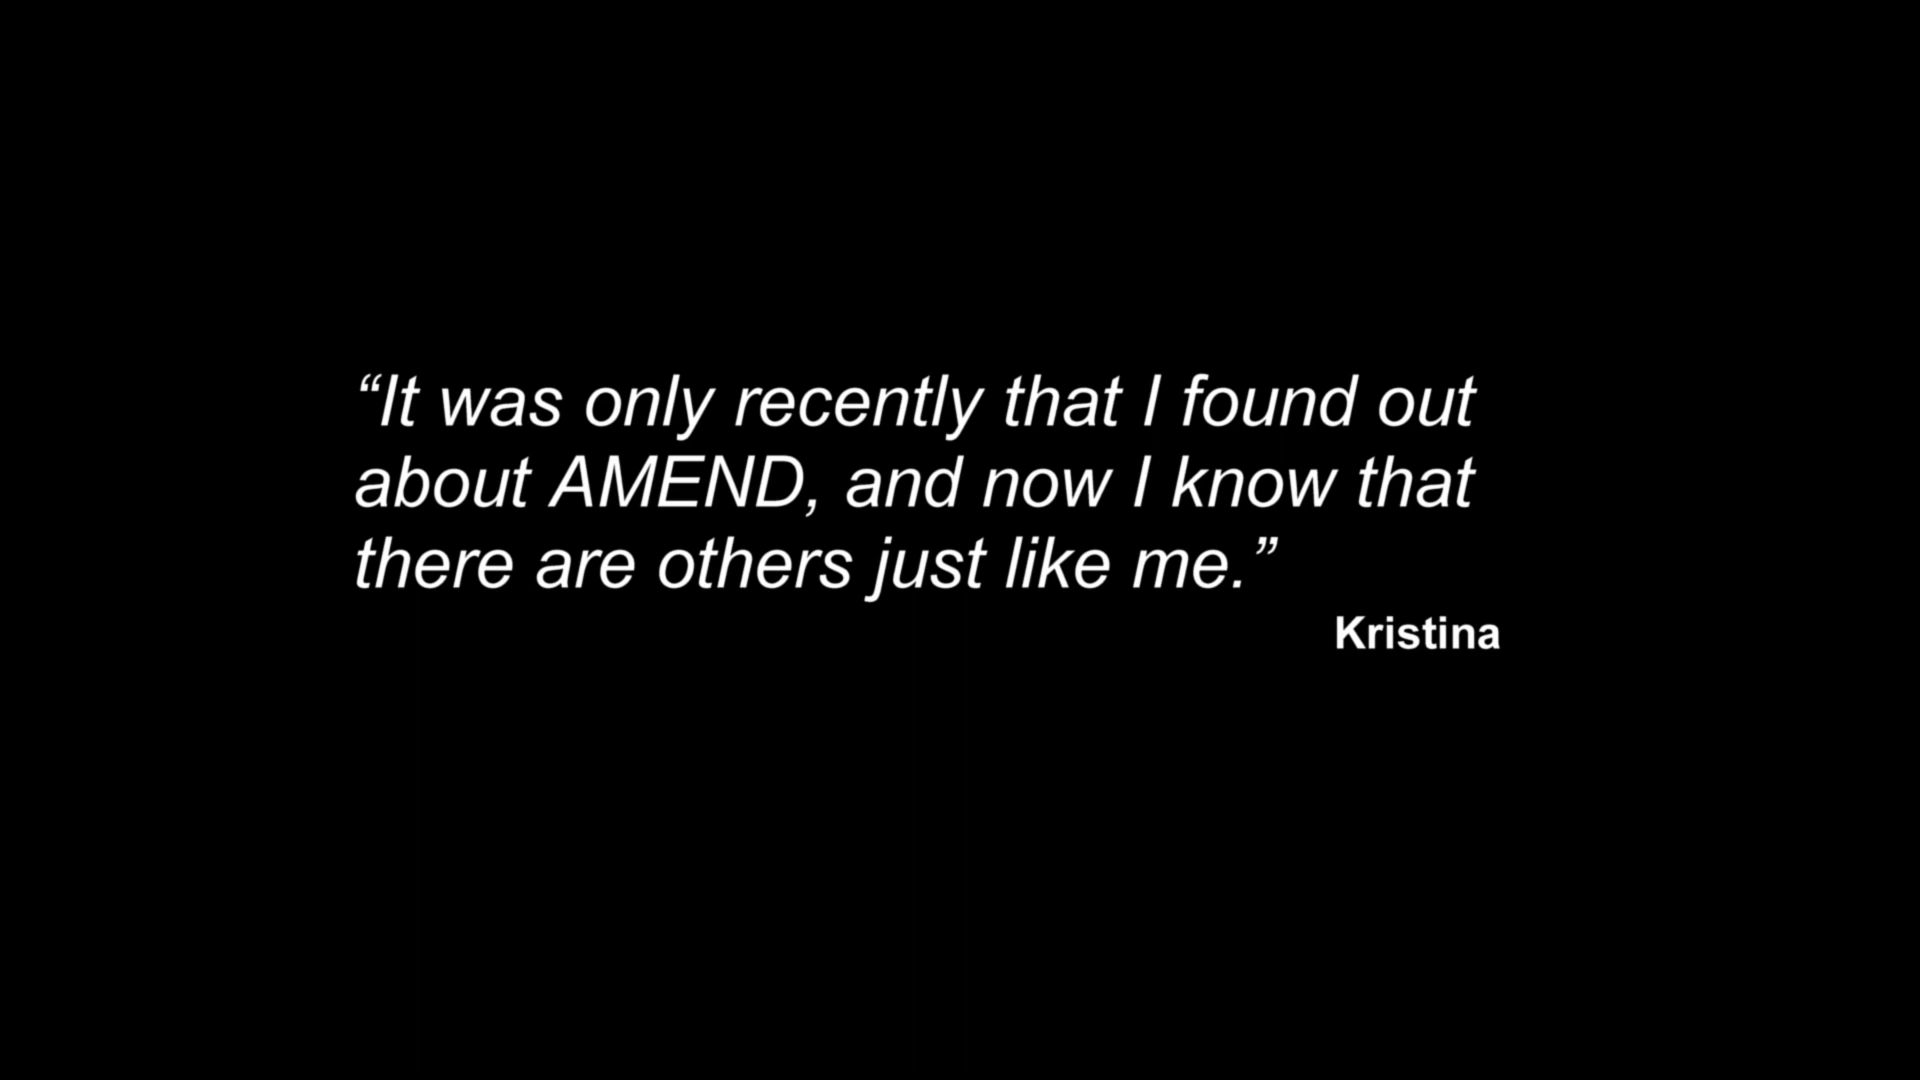 “It was only recently that I found out
about AMEND, and now I know that
there are others just like me.”
Kristina